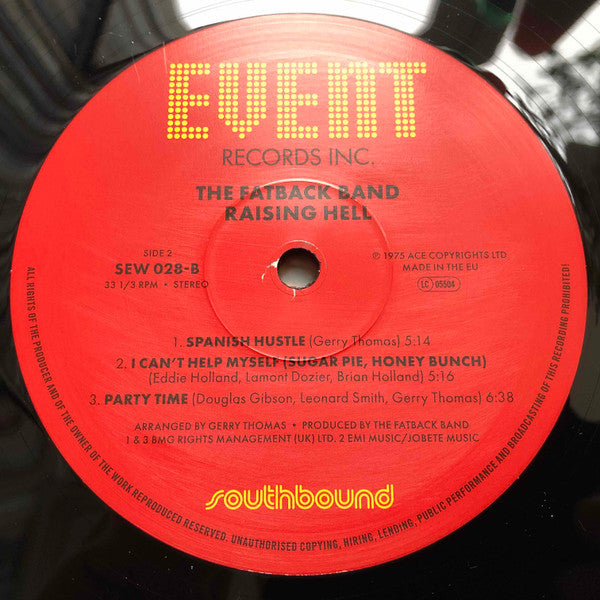 EVENT
RECORDS INC.
THE FATBACK BAND
RAISING HELL
SIDE 2
SEW 028-B
33 1/3 RPM • STEREO
℗ 1975 ACE COPYRIGHTS LTD
MADE IN THE EU
LC 05504
1. SPANISH HUSTLE (Gerry Thomas) 5:14
2. I CAN'T HELP MYSELF (SUGAR PIE, HONEY BUNCH)
(Eddie Holland, Lamont Dozier, Brian Holland) 5:16
3. PARTY TIME (Douglas Gibson, Leonard Smith, Gerry Thomas) 6:38
ARRANGED BY GERRY THOMAS • PRODUCED BY THE FATBACK BAND
1 & 3 BMG RIGHTS MANAGEMENT (UK) LTD. 2 EMI MUSIC/JOBETE MUSIC
southbound
ALL RIGHTS OF THE PRODUCER AND OF THE OWNER OF THE WORK REPRODUCED RESERVED. UNAUTHORISED COPYING, HIRING, LENDING, PUBLIC PERFORMANCE AND BROADCASTING OF THIS RECORDING PROHIBITED!